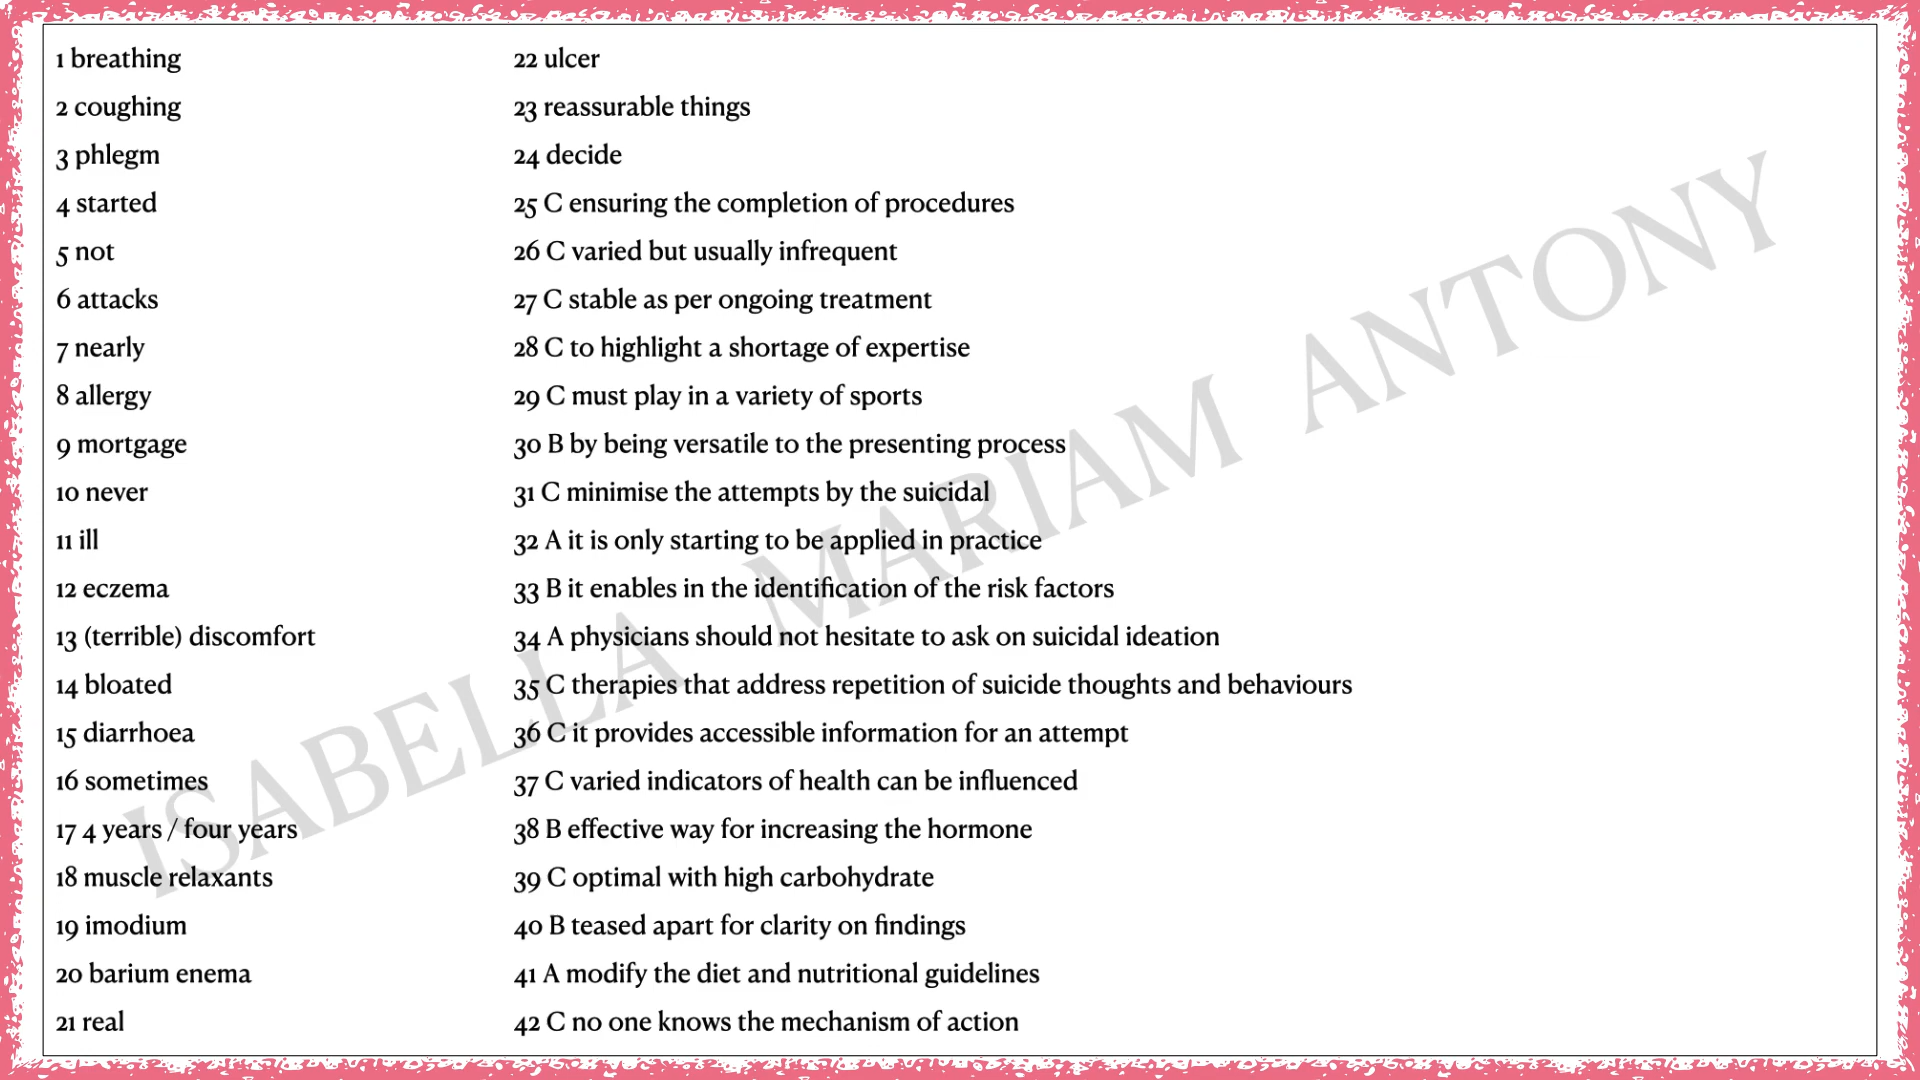 1 breathing
2 coughing
3 phlegm
4 started
5 not
6 attacks
7 nearly
8 allergy
9 mortgage
10 never
11 ill
12 eczema
13 (terrible) discomfort
14 bloated
15 diarrhoea
16 sometimes
17 4 years / four years
18 muscle relaxants
19 imodium
20 barium enema
21 real
22 ulcer
23 reassurable things
24 decide
25 C ensuring the completion of procedures
26 C varied but usually infrequent
27 C stable as per ongoing treatment
28 C to highlight a shortage of expertise
29 C must play in a variety of sports
30 B by being versatile to the presenting process
31 C minimise the attempts by the suicidal
32 A it is only starting to be applied in practice
33 B it enables in the identification of the risk factors
34 A physicians should not hesitate to ask on suicidal ideation
35 C therapies that address repetition of suicide thoughts and behaviours
36 C it provides accessible information for an attempt
37 C varied indicators of health can be influenced
38 B effective way for increasing the hormone
39 C optimal with high carbohydrate
40 B teased apart for clarity on findings
41 A modify the diet and nutritional guidelines
42 C no one knows the mechanism of action
ISABELLA MARIAM ANTONY